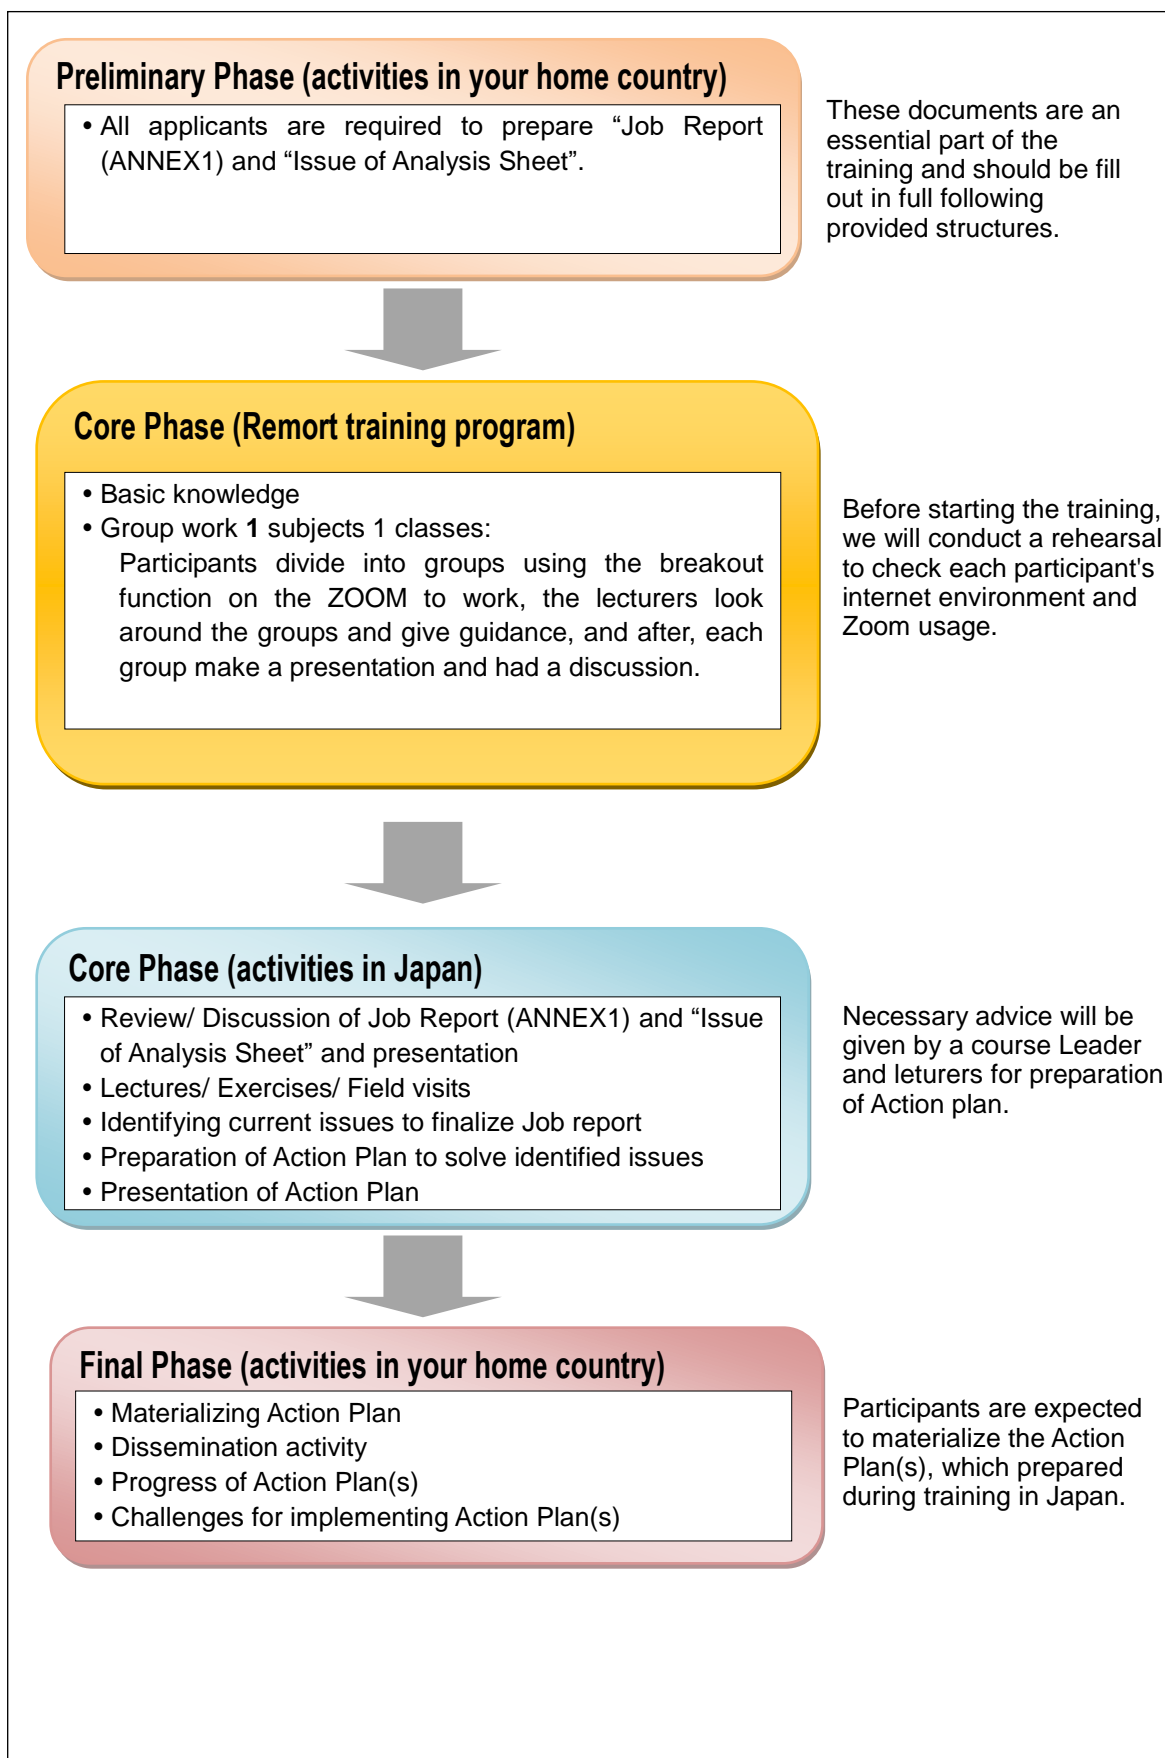 Preliminary Phase (activities in your home country)
• All applicants are required to prepare “Job Report
(ANNEX1) and “Issue of Analysis Sheet”.
These documents are an
essential part of the
training and should be fill
out in full following
provided structures.
Core Phase (Remort training program)
• Basic knowledge
• Group work 1 subjects 1 classes:
Participants divide into groups using the breakout
function on the ZOOM to work, the lecturers look
around the groups and give guidance, and after, each
group make a presentation and had a discussion.
Before starting the training,
we will conduct a rehearsal
to check each participant's
internet environment and
Zoom usage.
Core Phase (activities in Japan)
• Review/ Discussion of Job Report (ANNEX1) and “Issue
of Analysis Sheet” and presentation
• Lectures/ Exercises/ Field visits
• Identifying current issues to finalize Job report
• Preparation of Action Plan to solve identified issues
• Presentation of Action Plan
Necessary advice will be
given by a course Leader
and leturers for preparation
of Action plan.
Final Phase (activities in your home country)
• Materializing Action Plan
• Dissemination activity
• Progress of Action Plan(s)
• Challenges for implementing Action Plan(s)
Participants are expected
to materialize the Action
Plan(s), which prepared
during training in Japan.